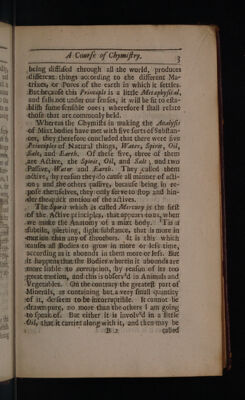 A Course of Chymistry.
3
being diffused through all the world, produces
different things according to the different Ma-
trixes, or Pores of the earth in which it settles.
But because this Principle is a little Metaphysical,
and falls not under our senses, it will be fit to esta-
blish some sensible ones; wherefore I shall relate
those that are commonly held.
Whereas the Chymists in making the Analysis
of Mixt bodies have met with five sorts of Substan-
ces, they therefore concluded that there were five
Principles of Natural things, Water, Spirit, Oil,
Salt, and Earth. Of these five, three of them
are Active, the Spirit, Oil, and Salt; and two
Passive, Water and Earth. They called them
active, by reason they do cause all manner of acti-
on; and the others passive, because being in re-
pose themselves, they only serve to stop and hin-
der the quick motion of the actives.
The Spirit which is called Mercury is the first
of the Active principles, that appears to us, when
we make the Anatomy of a mixt body. 'Tis a
subtile, piercing, light substance, that is more in
motion than any of the others. It is this which
causes all Bodies to grow in more or less time,
according as it abounds in them more or less. But
it happens that the Bodies wherein it abounds are
more liable to corruption, by reason of its too
great motion, and this is observ'd in Animals and
Vegetables. On the contrary the greatest part of
Minerals, as containing but a very small quantity
of it, do seem to be incorruptible. It cannot be
drawn pure, no more than the others I am going
to speak of. But either it is involv'd in a little
Oil, that it carries along with it, and then may be
B 2
called